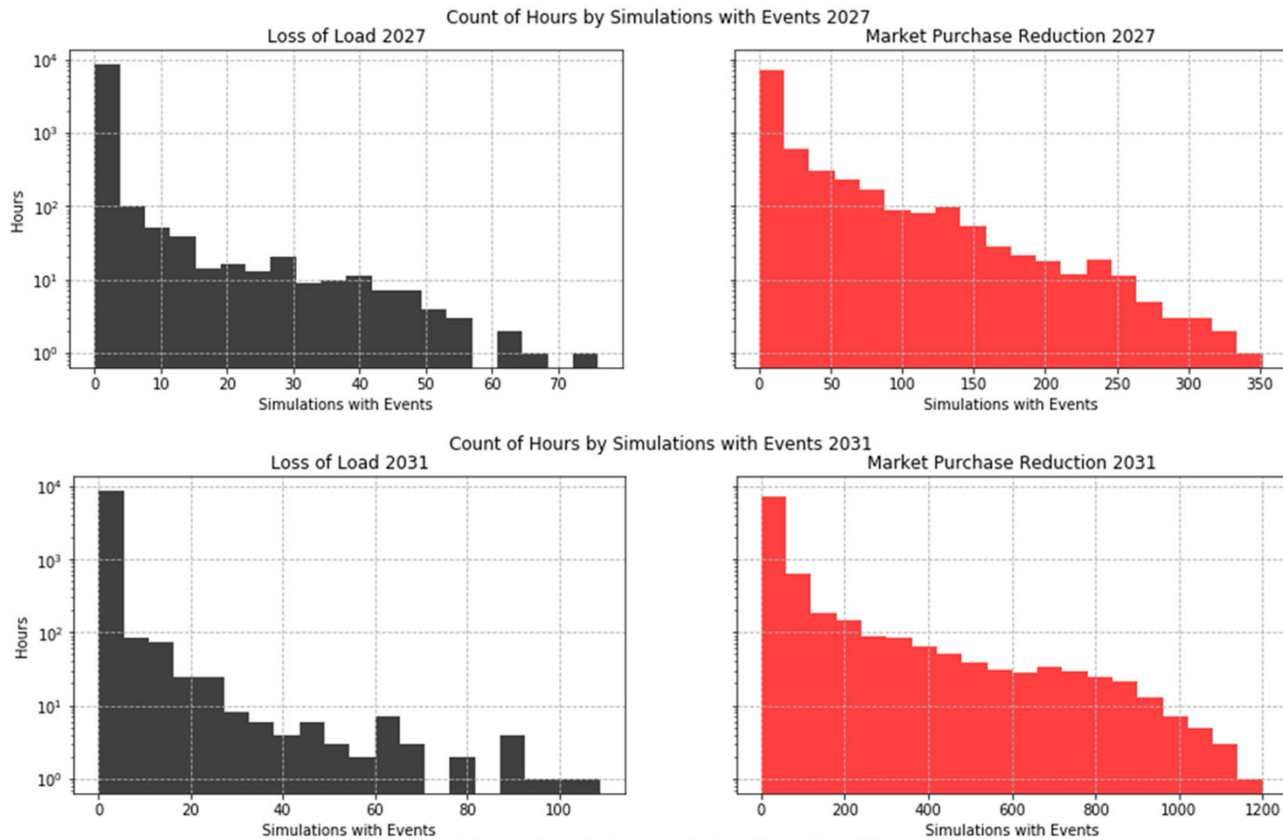 Count of Hours by Simulations with Events 2027
Loss of Load 2027
Market Purchase Reduction 2027
10⁴
10³
10²
10¹
10⁰
Hours
0 10 20 30 40 50 60 70
0 50 100 150 200 250 300 350
Simulations with Events
Simulations with Events
Count of Hours by Simulations with Events 2031
Loss of Load 2031
Market Purchase Reduction 2031
10⁴
10³
10²
10¹
10⁰
Hours
0 20 40 60 80 100
0 200 400 600 800 1000 1200
Simulations with Events
Simulations with Events